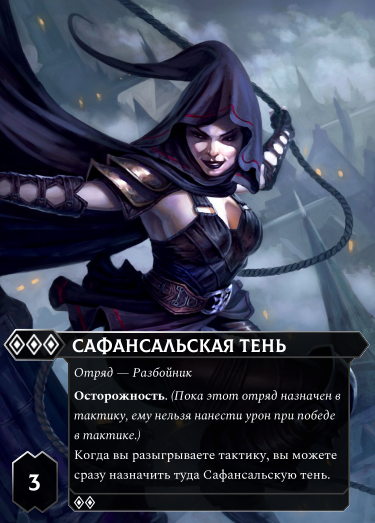 САФАНСАЛЬСКАЯ ТЕНЬ
Отряд — Разбойник
Осторожность. (Пока этот отряд назначен в
тактику, ему нельзя нанести урон при победе
в тактике.)
Когда вы разыгрываете тактику, вы можете
сразу назначить туда Сафансальскую тень.
3